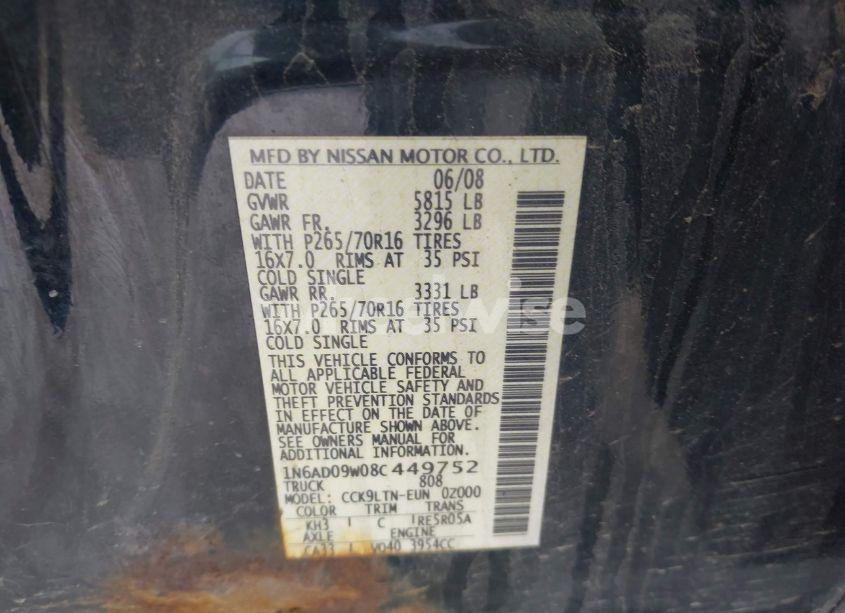 MFD BY NISSAN MOTOR CO., LTD.
DATE 06/08
GVWR 5815 LB
GAWR FR. 3296 LB
WITH P265/70R16 TIRES
16X7.0 RIMS AT 35 PSI
COLD SINGLE
GAWR RR. 3331 LB
WITH P265/70R16 TIRES
16X7.0 RIMS AT 35 PSI
COLD SINGLE
THIS VEHICLE CONFORMS TO
ALL APPLICABLE FEDERAL
MOTOR VEHICLE SAFETY AND
THEFT PREVENTION STANDARDS
IN EFFECT ON THE DATE OF
MANUFACTURE SHOWN ABOVE.
SEE OWNERS MANUAL FOR
ADDITIONAL INFORMATION.
1N6AD09W08C449752
TRUCK 808
MODEL: CCK9LTN-EUN 0Z000
COLOR TRIM TRANS
KH3 C RE5R05A
AXLE ENGINE
CA33 VQ40 3954CC